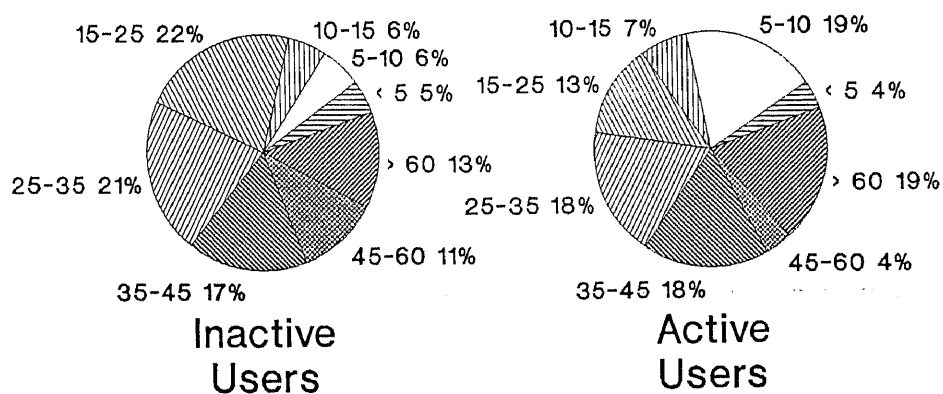 15-25 22%
10-15 6%
5-10 6%
< 5 5%
> 60 13%
45-60 11%
35-45 17%
25-35 21%
Inactive
Users
10-15 7%
5-10 19%
< 5 4%
> 60 19%
45-60 4%
35-45 18%
25-35 18%
15-25 13%
Active
Users